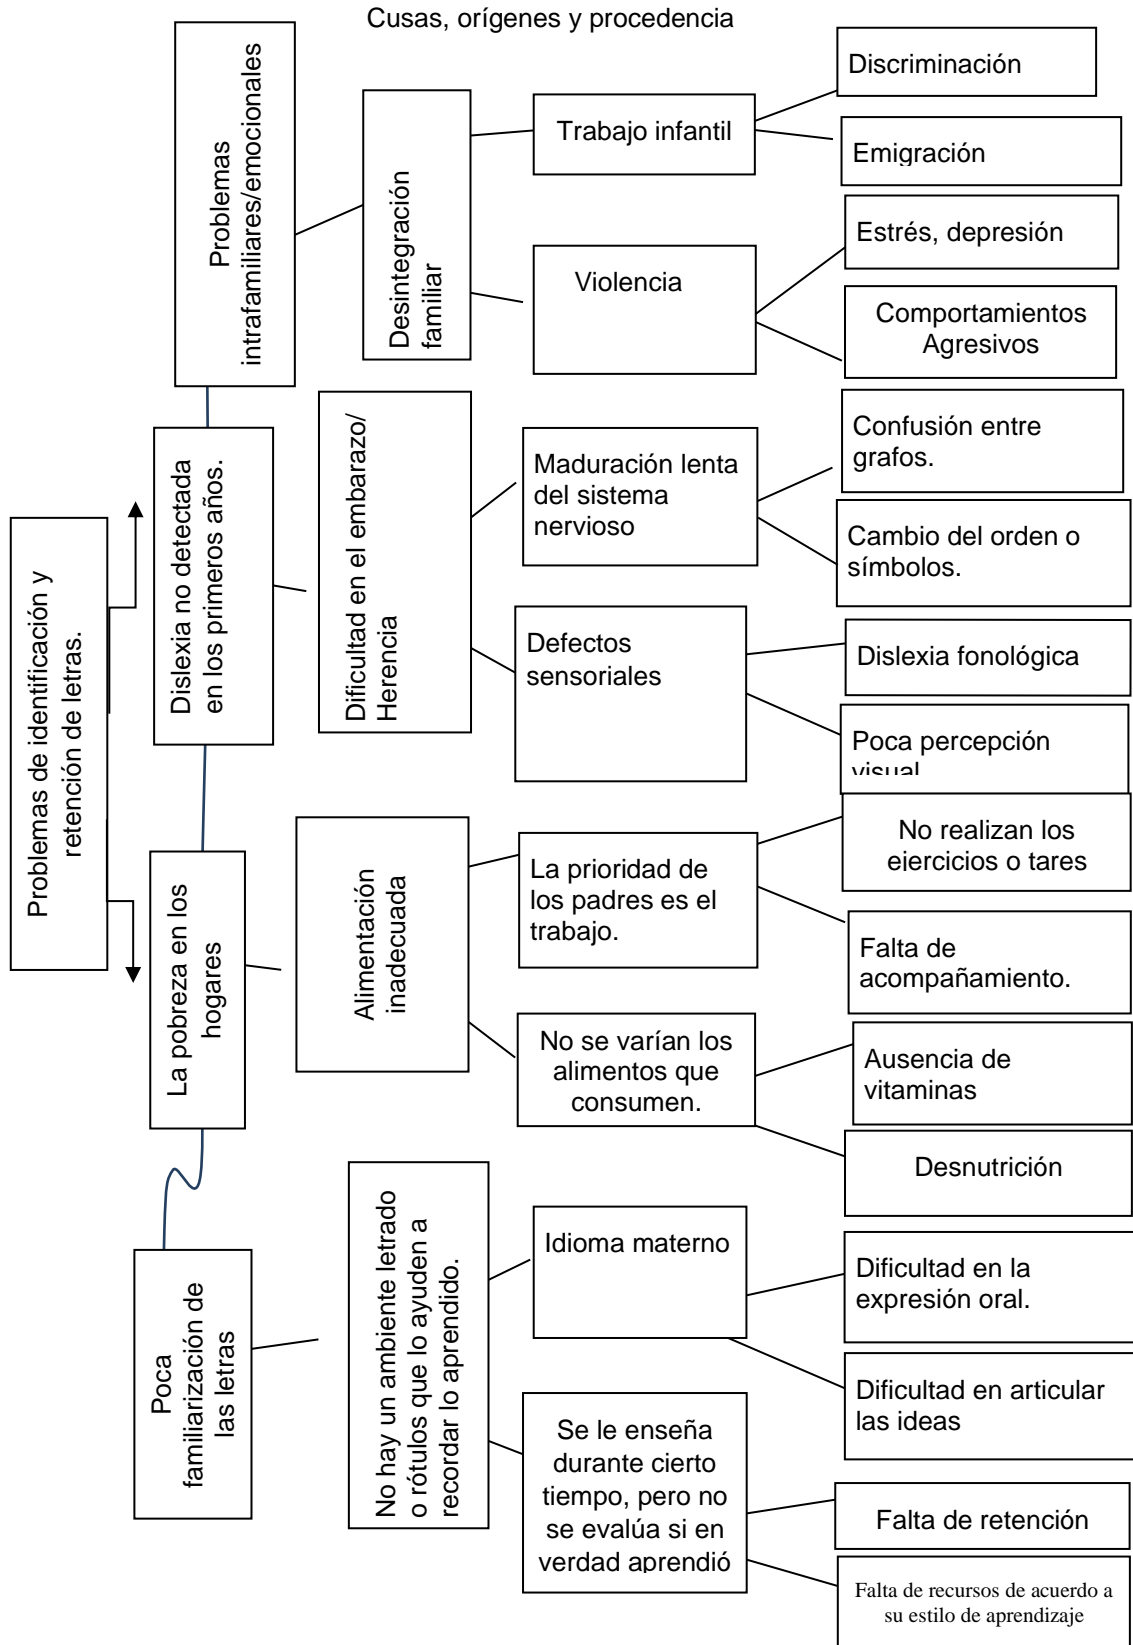 Cusas, orígenes y procedencia
Problemas de identificación y
retención de letras.
Problemas
intrafamiliares/emocionales
Desintegración
familiar
Trabajo infantil
Discriminación
Emigración
Violencia
Estrés, depresión
Comportamientos
Agresivos
Dislexia no detectada
en los primeros años.
Dificultad en el embarazo/
Herencia
Maduración lenta
del sistema
nervioso
Confusión entre
grafos.
Cambio del orden o
símbolos.
Defectos
sensoriales
Dislexia fonológica
Poca percepción
visual
La pobreza en los
hogares
Alimentación
inadecuada
La prioridad de
los padres es el
trabajo.
No realizan los
ejercicios o tares
Falta de
acompañamiento.
No se varían los
alimentos que
consumen.
Ausencia de
vitaminas
Desnutrición
Poca
familiarización de
las letras
No hay un ambiente letrado
o rótulos que lo ayuden a
recordar lo aprendido.
Idioma materno
Dificultad en la
expresión oral.
Dificultad en articular
las ideas
Se le enseña
durante cierto
tiempo, pero no
se evalúa si en
verdad aprendió
Falta de retención
Falta de recursos de acuerdo a
su estilo de aprendizaje